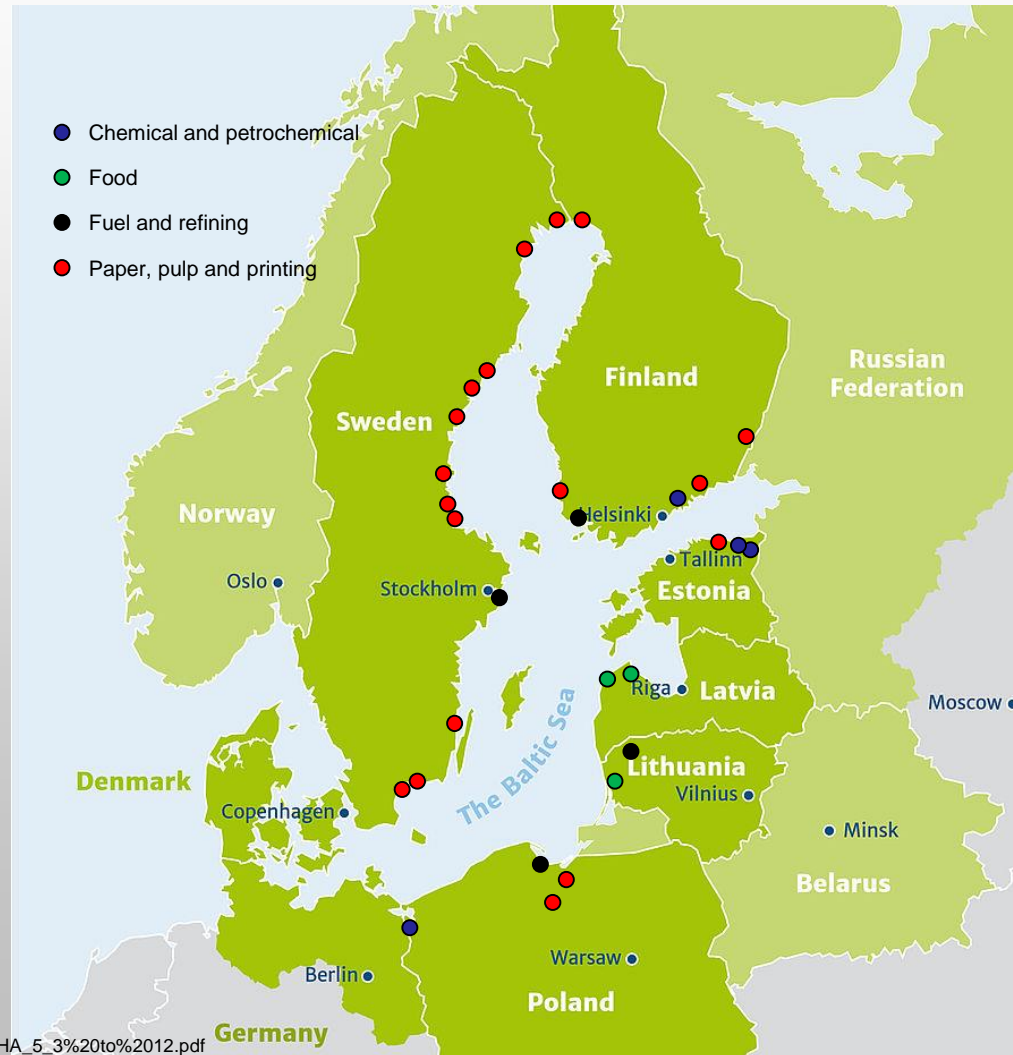 Chemical and petrochemical
Food
Fuel and refining
Paper, pulp and printing
Finland
Russian
Federation
Sweden
Norway
Helsinki
Oslo
Tallinn
Stockholm
Estonia
Riga
Latvia
Moscow
The Baltic Sea
Denmark
Lithuania
Vilnius
Copenhagen
Minsk
Belarus
Warsaw
Berlin
Poland
Germany
HA_5_3%20to%2012.pdf